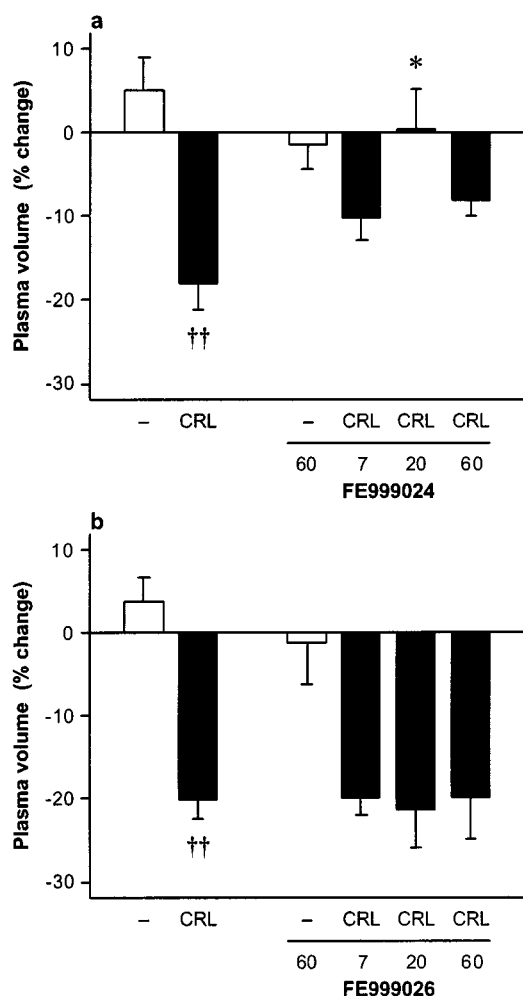 a
Plasma volume (% change)
10
0
-10
-20
-30
*
††
– CRL – CRL CRL CRL
60 7 20 60
FE999024
b
Plasma volume (% change)
10
0
-10
-20
-30
††
– CRL – CRL CRL CRL
60 7 20 60
FE999026